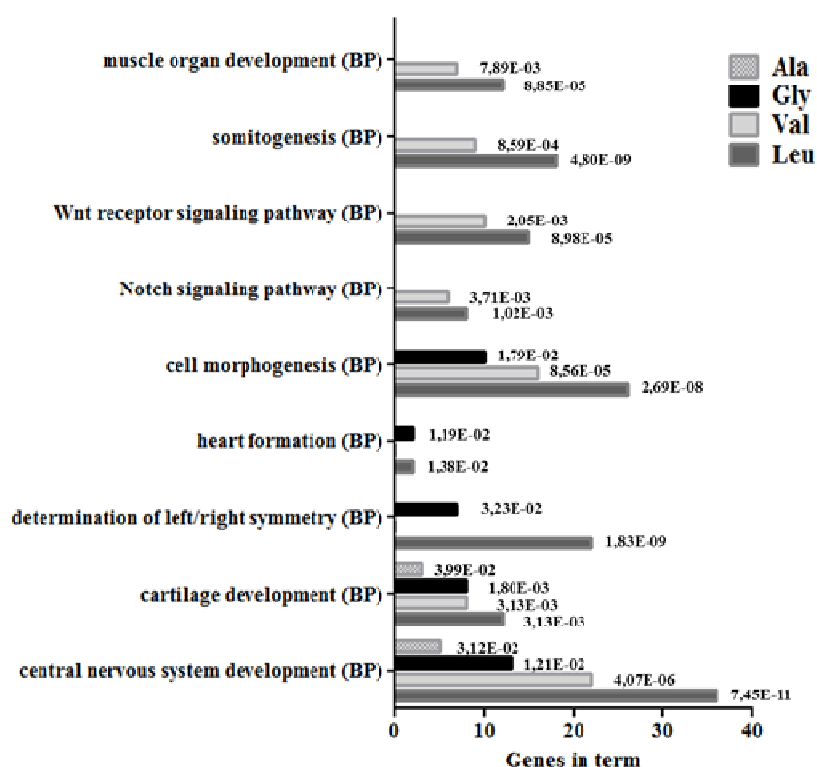 muscle organ development (BP)
7,89E-03
8,85E-05
somitogenesis (BP)
8,59E-04
4,80E-09
Wnt receptor signaling pathway (BP)
2,05E-03
8,98E-05
Notch signaling pathway (BP)
3,71E-03
1,02E-03
cell morphogenesis (BP)
1,79E-02
8,56E-05
2,69E-08
heart formation (BP)
1,19E-02
1,38E-02
determination of left/right symmetry (BP)
3,23E-02
1,83E-09
cartilage development (BP)
3,99E-02
1,80E-03
3,13E-03
3,13E-03
central nervous system development (BP)
3,12E-02
1,21E-02
4,07E-06
7,45E-11
0 10 20 30 40
Genes in term
Ala
Gly
Val
Leu